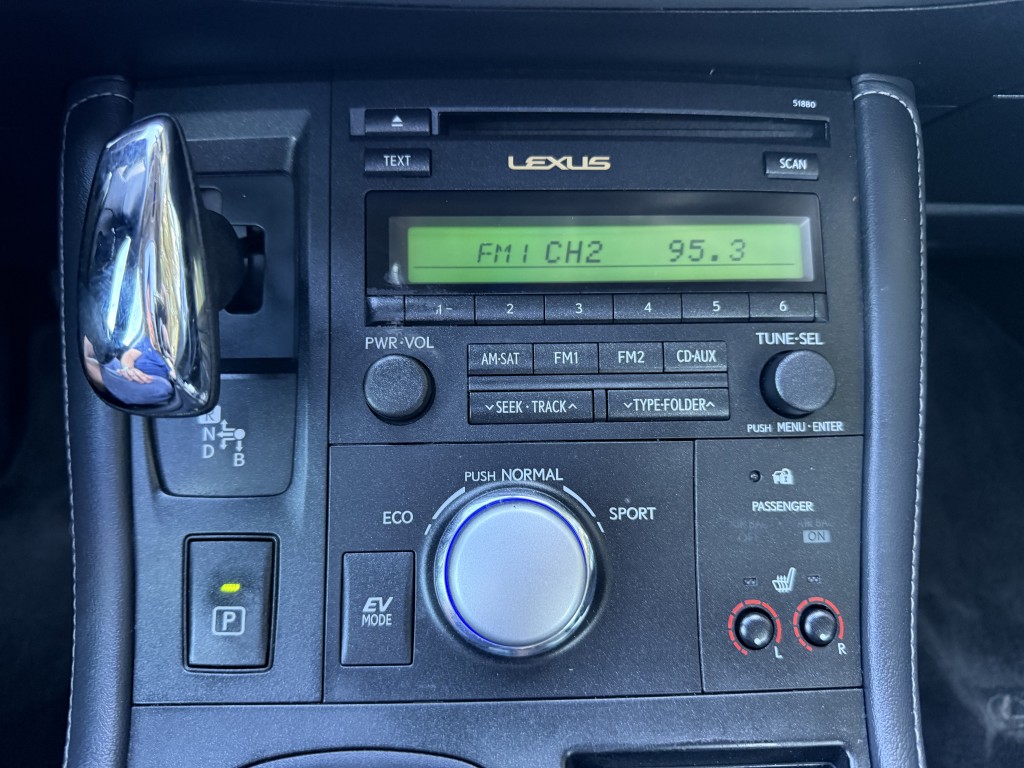 51880
TEXT
LEXUS
SCAN
FM1 CH2 95.3
1 2 3 4 5 6
PWR·VOL
TUNE·SEL
AM·SAT FM1 FM2 CD·AUX
SEEK·TRACK
TYPE·FOLDER
PUSH MENU·ENTER
R
N
D
B
PUSH NORMAL
ECO
SPORT
PASSENGER
ON
EV
MODE
P
L
R